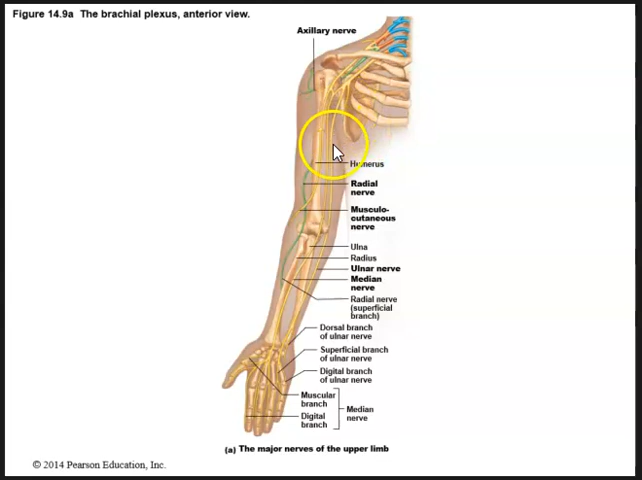 Figure 14.9a The brachial plexus, anterior view.
Axillary nerve
Humerus
Radial
nerve
Musculo-
cutaneous
nerve
Ulna
Radius
Ulnar nerve
Median
nerve
Radial nerve
(superficial
branch)
Dorsal branch
of ulnar nerve
Superficial branch
of ulnar nerve
Digital branch
of ulnar nerve
Muscular
branch
Median
nerve
Digital
branch
(a) The major nerves of the upper limb
© 2014 Pearson Education, Inc.